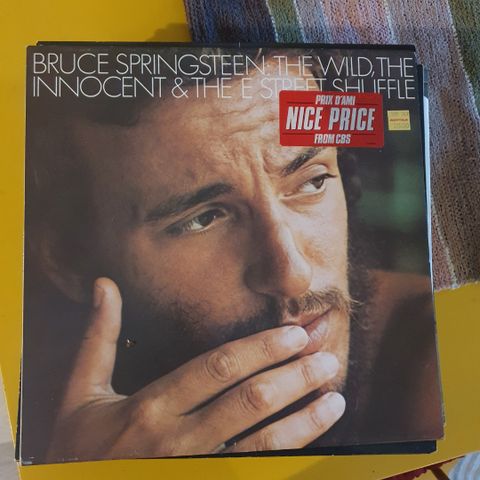 BRUCE SPRINGSTEEN: THE WILD, THE
INNOCENT & THE E STREET SHUFFLE
PRIX D'AMI
NICE PRICE
FROM CBS